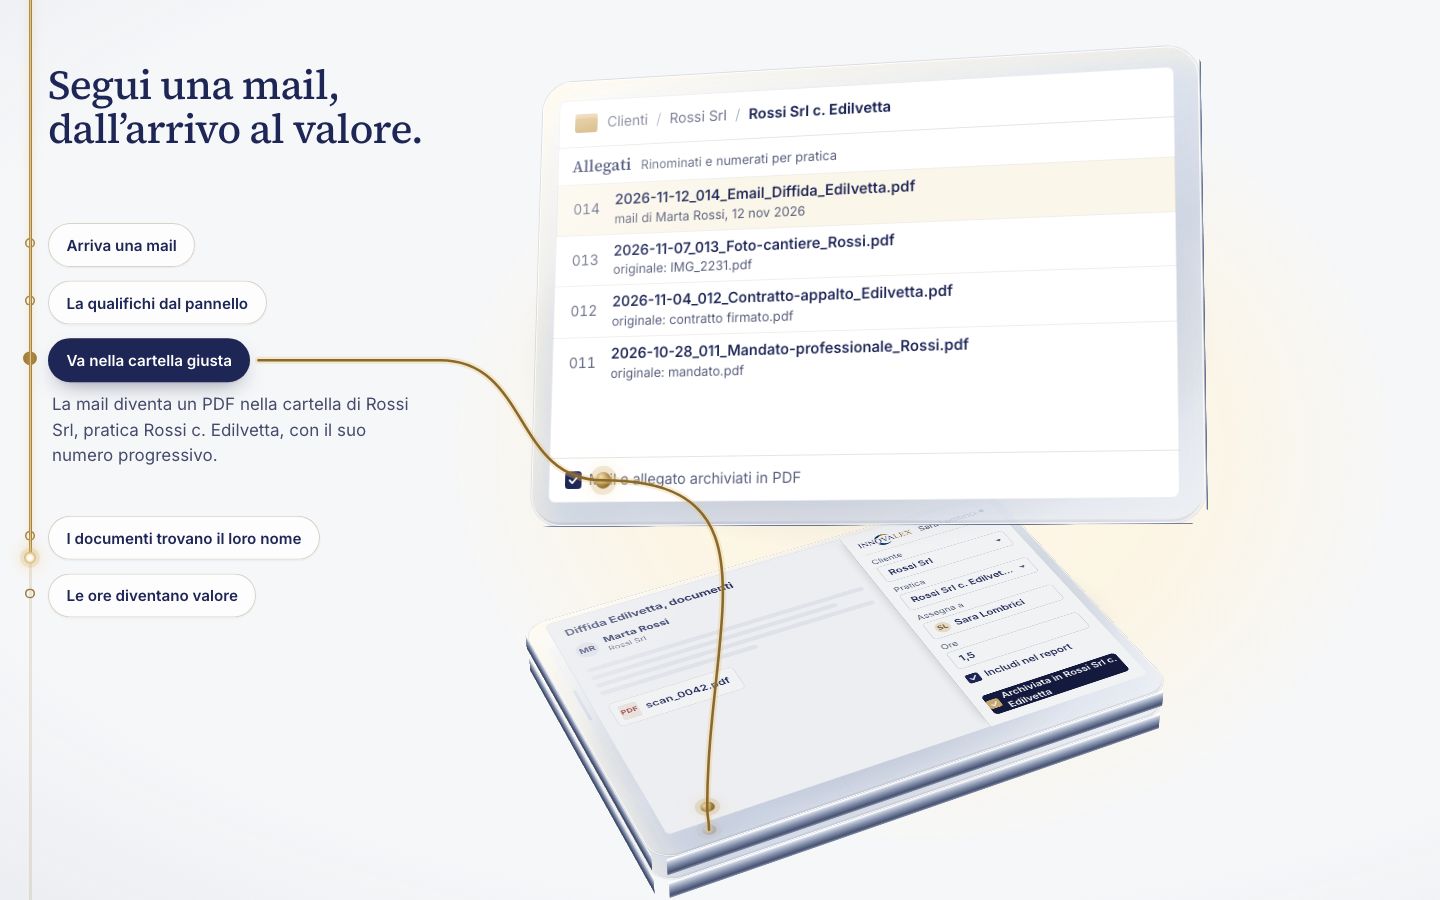 Segui una mail,
dall’arrivo al valore.
Arriva una mail
La qualifichi dal pannello
Va nella cartella giusta
La mail diventa un PDF nella cartella di Rossi
Srl, pratica Rossi c. Edilvetta, con il suo
numero progressivo.
I documenti trovano il loro nome
Le ore diventano valore
Clienti / Rossi Srl / Rossi Srl c. Edilvetta
Allegati Rinominati e numerati per pratica
014 2026-11-12_014_Email_Diffida_Edilvetta.pdf
mail di Marta Rossi, 12 nov 2026
013 2026-11-07_013_Foto-cantiere_Rossi.pdf
originale: IMG_2231.pdf
012 2026-11-04_012_Contratto-appalto_Edilvetta.pdf
originale: contratto firmato.pdf
011 2026-10-28_011_Mandato-professionale_Rossi.pdf
originale: mandato.pdf
allegato archiviati in PDF
Diffida Edilvetta, documenti
MR Marta Rossi
Rossi Srl
PDF scan_0042.pdf
INNOVALEX Sara
Cliente
Rossi Srl
Pratica
Rossi Srl c. Edilvet...
Assegna a
SL Sara Lombrici
Ore
1,5
Includi nel report
Archiviata in Rossi Srl c.
Edilvetta